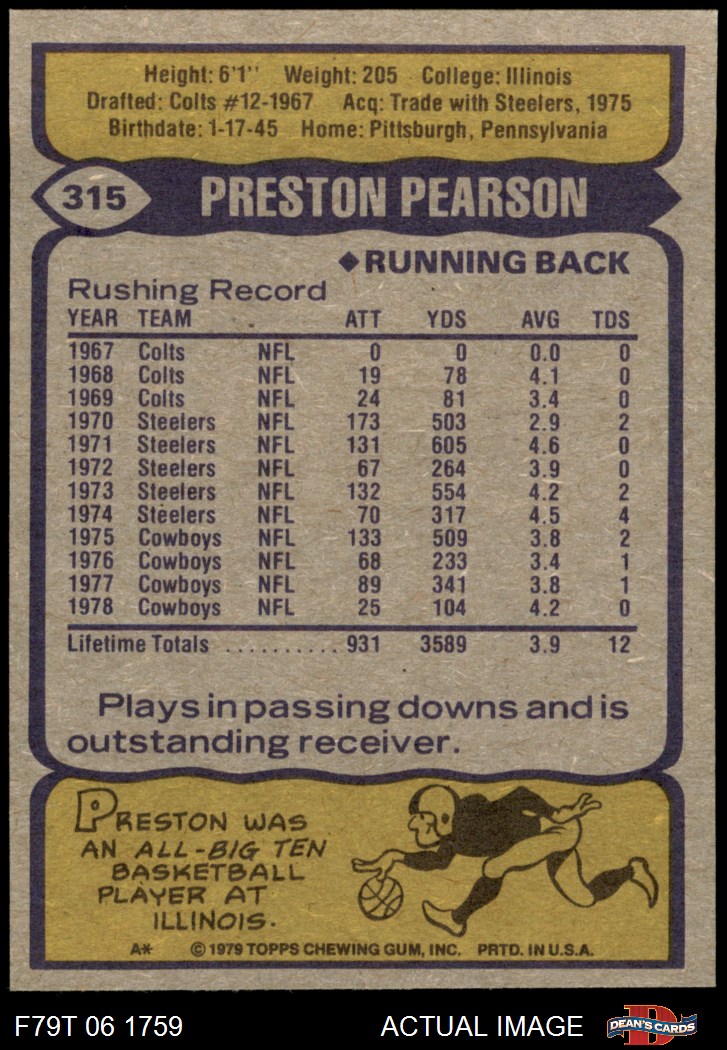 Height: 6'1" Weight: 205 College: Illinois
Drafted: Colts #12-1967 Acq: Trade with Steelers, 1975
Birthdate: 1-17-45 Home: Pittsburgh, Pennsylvania
315 PRESTON PEARSON
◆RUNNING BACK
Rushing Record
YEAR TEAM ATT YDS AVG TDS
1967 Colts NFL 0 0 0.0 0
1968 Colts NFL 19 78 4.1 0
1969 Colts NFL 24 81 3.4 0
1970 Steelers NFL 173 503 2.9 2
1971 Steelers NFL 131 605 4.6 0
1972 Steelers NFL 67 264 3.9 0
1973 Steelers NFL 132 554 4.2 2
1974 Steelers NFL 70 317 4.5 4
1975 Cowboys NFL 133 509 3.8 2
1976 Cowboys NFL 68 233 3.4 1
1977 Cowboys NFL 89 341 3.8 1
1978 Cowboys NFL 25 104 4.2 0
Lifetime Totals .......... 931 3589 3.9 12
Plays in passing downs and is
outstanding receiver.
PRESTON WAS
AN ALL-BIG TEN
BASKETBALL
PLAYER AT
ILLINOIS.
A* © 1979 TOPPS CHEWING GUM, INC. PRTD. IN U.S.A.
F79T 06 1759 ACTUAL IMAGE D DEAN'S CARDS